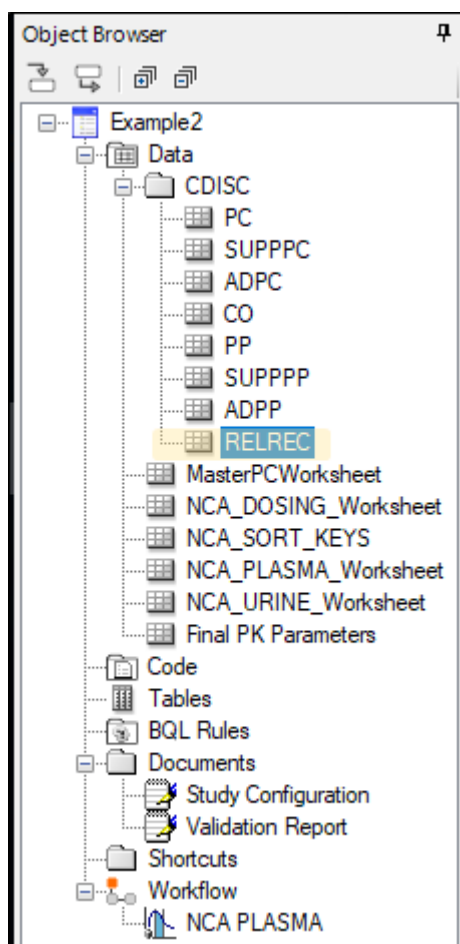 Object Browser
Example2
Data
CDISC
PC
SUPPPC
ADPC
CO
PP
SUPPPP
ADPP
RELREC
MasterPCWorksheet
NCA_DOSING_Worksheet
NCA_SORT_KEYS
NCA_PLASMA_Worksheet
NCA_URINE_Worksheet
Final PK Parameters
Code
Tables
BQL Rules
Documents
Study Configuration
Validation Report
Shortcuts
Workflow
NCA PLASMA